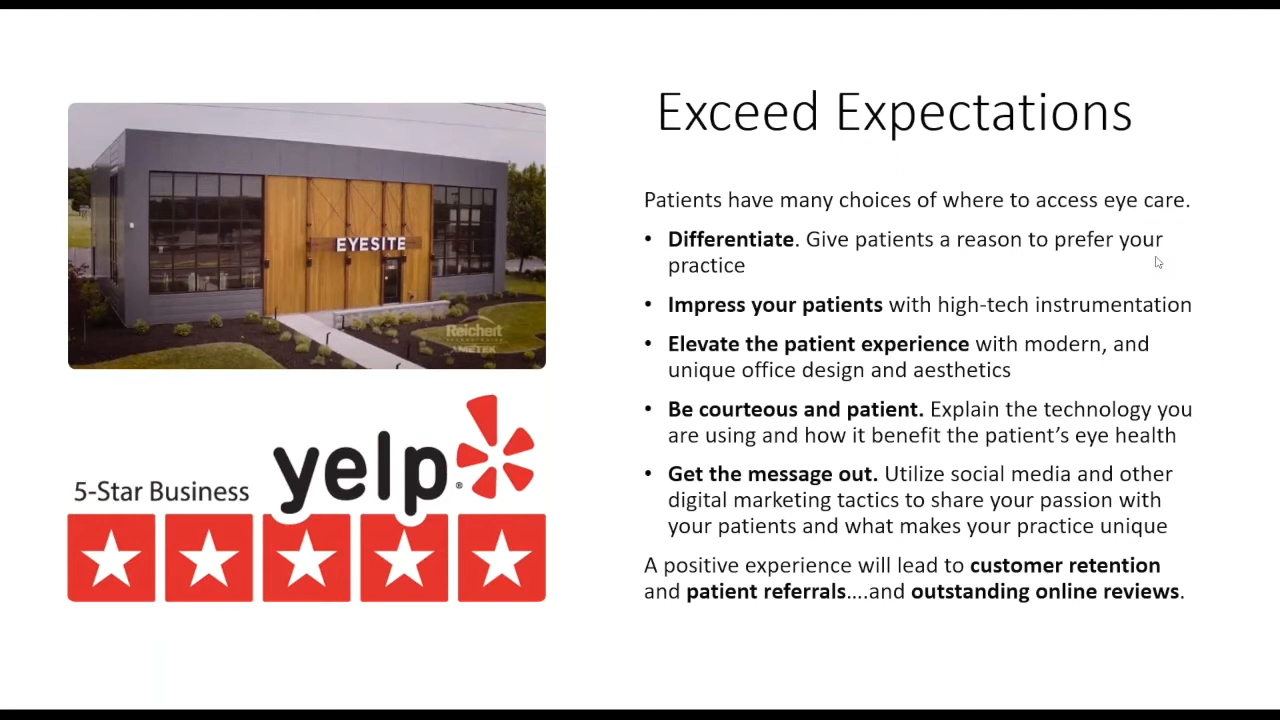 Exceed Expectations
EYESITE
Reichert
TECHNOLOGIES
AMETEK
5-Star Business
yelp
®
Patients have many choices of where to access eye care.
• Differentiate. Give patients a reason to prefer your
practice
• Impress your patients with high-tech instrumentation
• Elevate the patient experience with modern, and
unique office design and aesthetics
• Be courteous and patient. Explain the technology you
are using and how it benefit the patient’s eye health
• Get the message out. Utilize social media and other
digital marketing tactics to share your passion with
your patients and what makes your practice unique
A positive experience will lead to customer retention
and patient referrals....and outstanding online reviews.